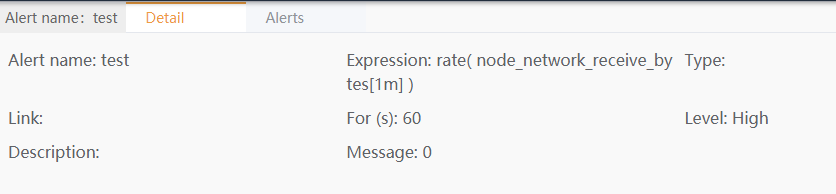 Alert name：test Detail Alerts
Alert name: test Expression: rate( node_network_receive_by Type:
tes[1m] )
Link: For (s): 60 Level: High
Description: Message: 0